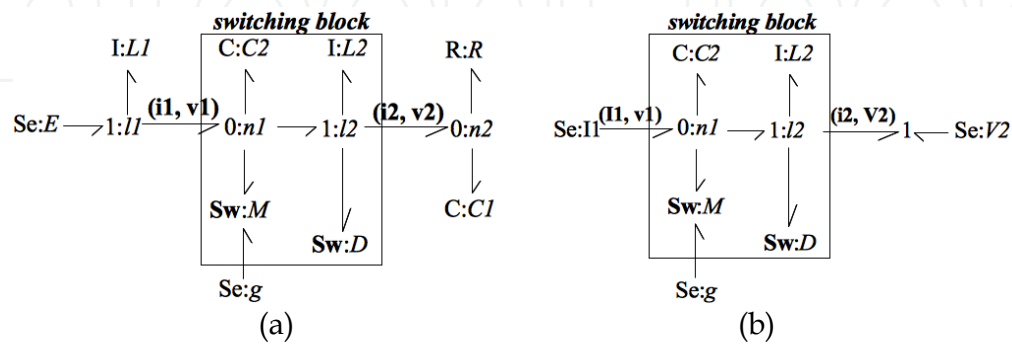 switching block
I:L1 C:C2 I:L2 R:R
Se:E 1:l1 (i1, v1) 0:n1 1:l2 (i2, v2) 0:n2
Sw:M C:C1
Sw:D
Se:g
(a)
switching block
C:C2 I:L2
Se:I1 (I1, v1) 0:n1 1:l2 (i2, V2) 1 Se:V2
Sw:M
Sw:D
Se:g
(b)